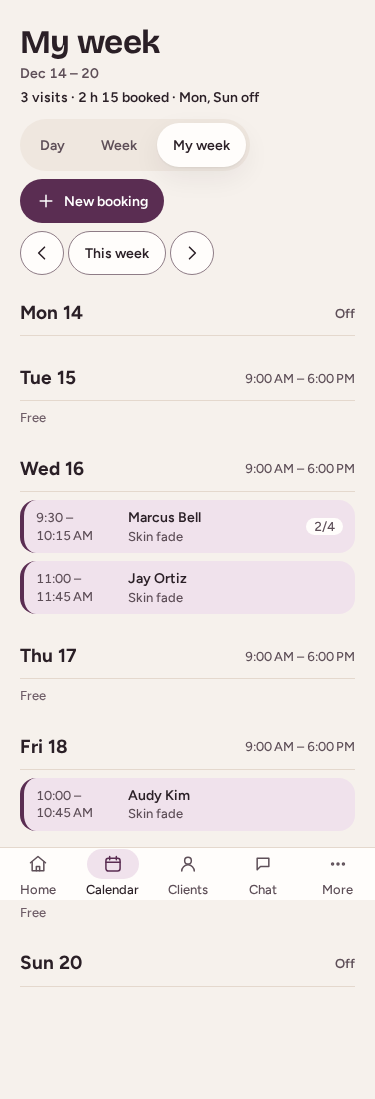 My week
Dec 14 – 20
3 visits · 2 h 15 booked · Mon, Sun off
Day Week My week
New booking
This week
Mon 14 Off
Tue 15 9:00 AM – 6:00 PM
Free
Wed 16 9:00 AM – 6:00 PM
9:30 – Marcus Bell
10:15 AM Skin fade 2/4
11:00 – Jay Ortiz
11:45 AM Skin fade
Thu 17 9:00 AM – 6:00 PM
Free
Fri 18 9:00 AM – 6:00 PM
10:00 – Audy Kim
10:45 AM Skin fade
Home Calendar Clients Chat More
Free
Sun 20 Off